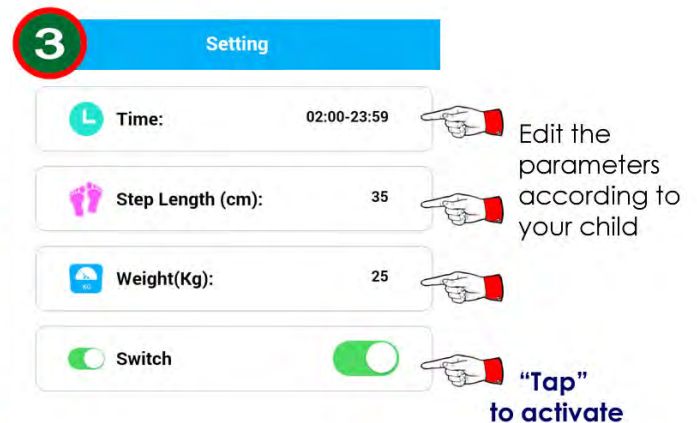 3
Setting
Time: 02:00-23:59
Step Length (cm): 35
KG
Weight(Kg): 25
Switch
Edit the
parameters
according to
your child
“Tap”
to activate